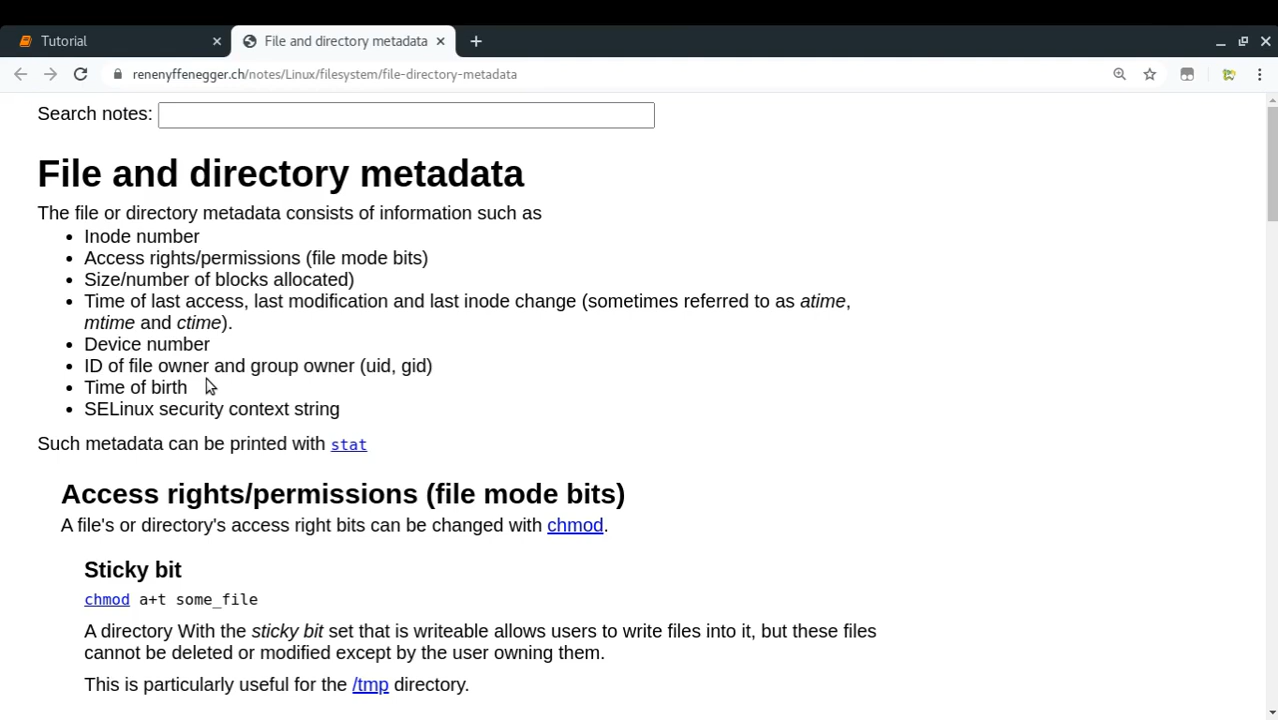 Tutorial
File and directory metadata
renenyffenegger.ch/notes/Linux/filesystem/file-directory-metadata
Search notes:
File and directory metadata
The file or directory metadata consists of information such as
• Inode number
• Access rights/permissions (file mode bits)
• Size/number of blocks allocated)
• Time of last access, last modification and last inode change (sometimes referred to as atime,
mtime and ctime).
• Device number
• ID of file owner and group owner (uid, gid)
• Time of birth
• SELinux security context string
Such metadata can be printed with stat
Access rights/permissions (file mode bits)
A file's or directory's access right bits can be changed with chmod.
Sticky bit
chmod a+t some_file
A directory With the sticky bit set that is writeable allows users to write files into it, but these files
cannot be deleted or modified except by the user owning them.
This is particularly useful for the /tmp directory.